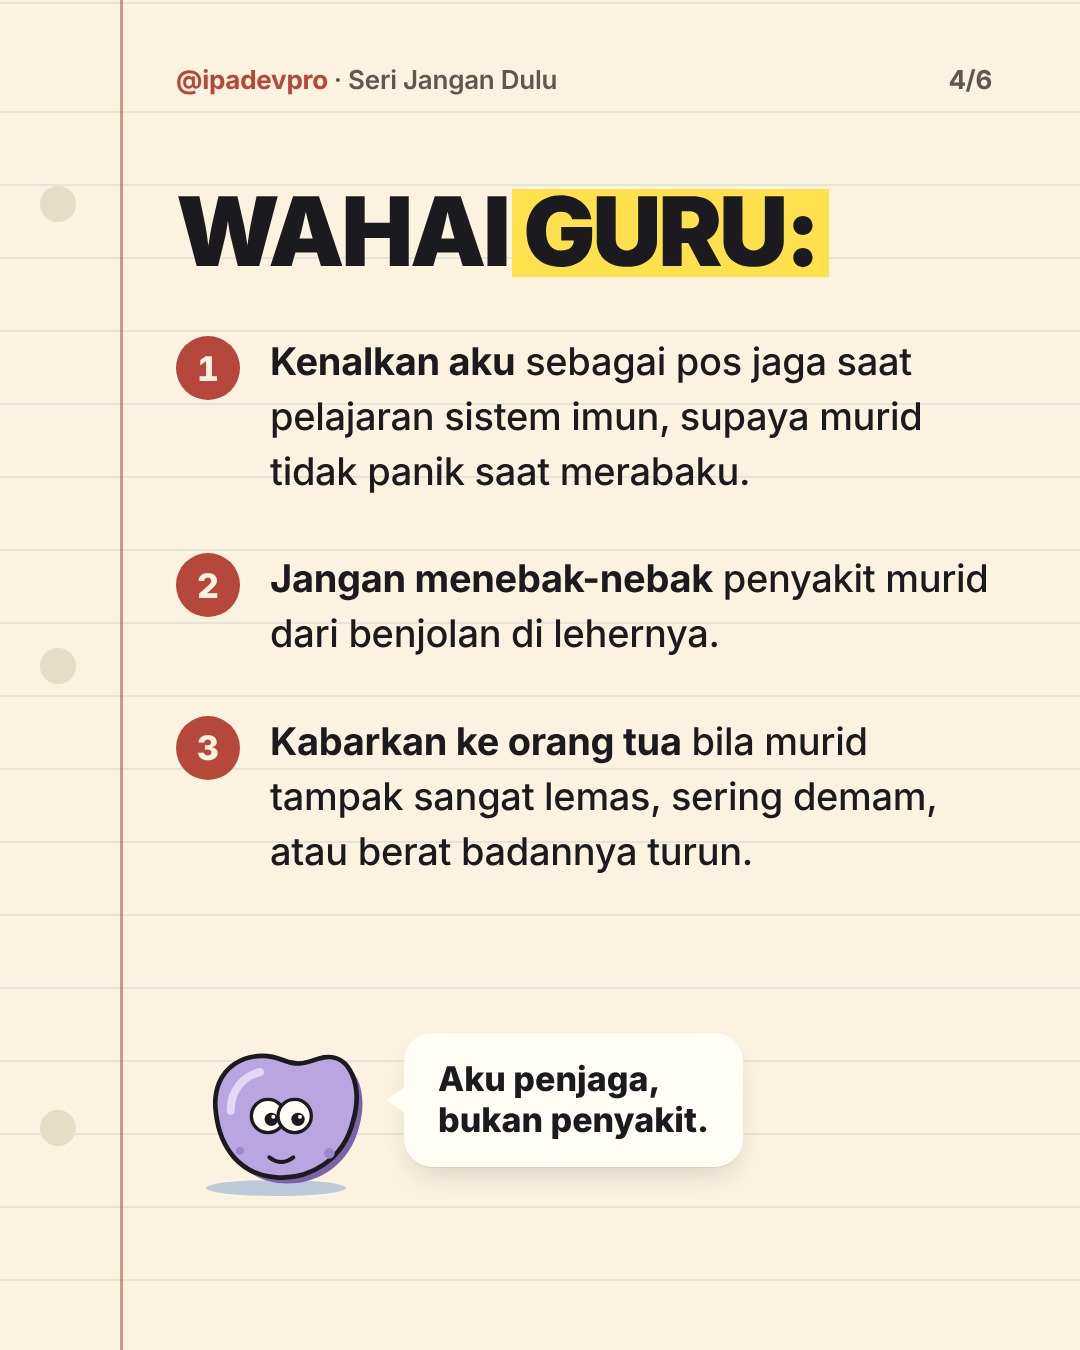 @ipadevpro · Seri Jangan Dulu
4/6
WAHAI GURU:
1
Kenalkan aku sebagai pos jaga saat
pelajaran sistem imun, supaya murid
tidak panik saat merabaku.
2
Jangan menebak-nebak penyakit murid
dari benjolan di lehernya.
3
Kabarkan ke orang tua bila murid
tampak sangat lemas, sering demam,
atau berat badannya turun.
Aku penjaga,
bukan penyakit.